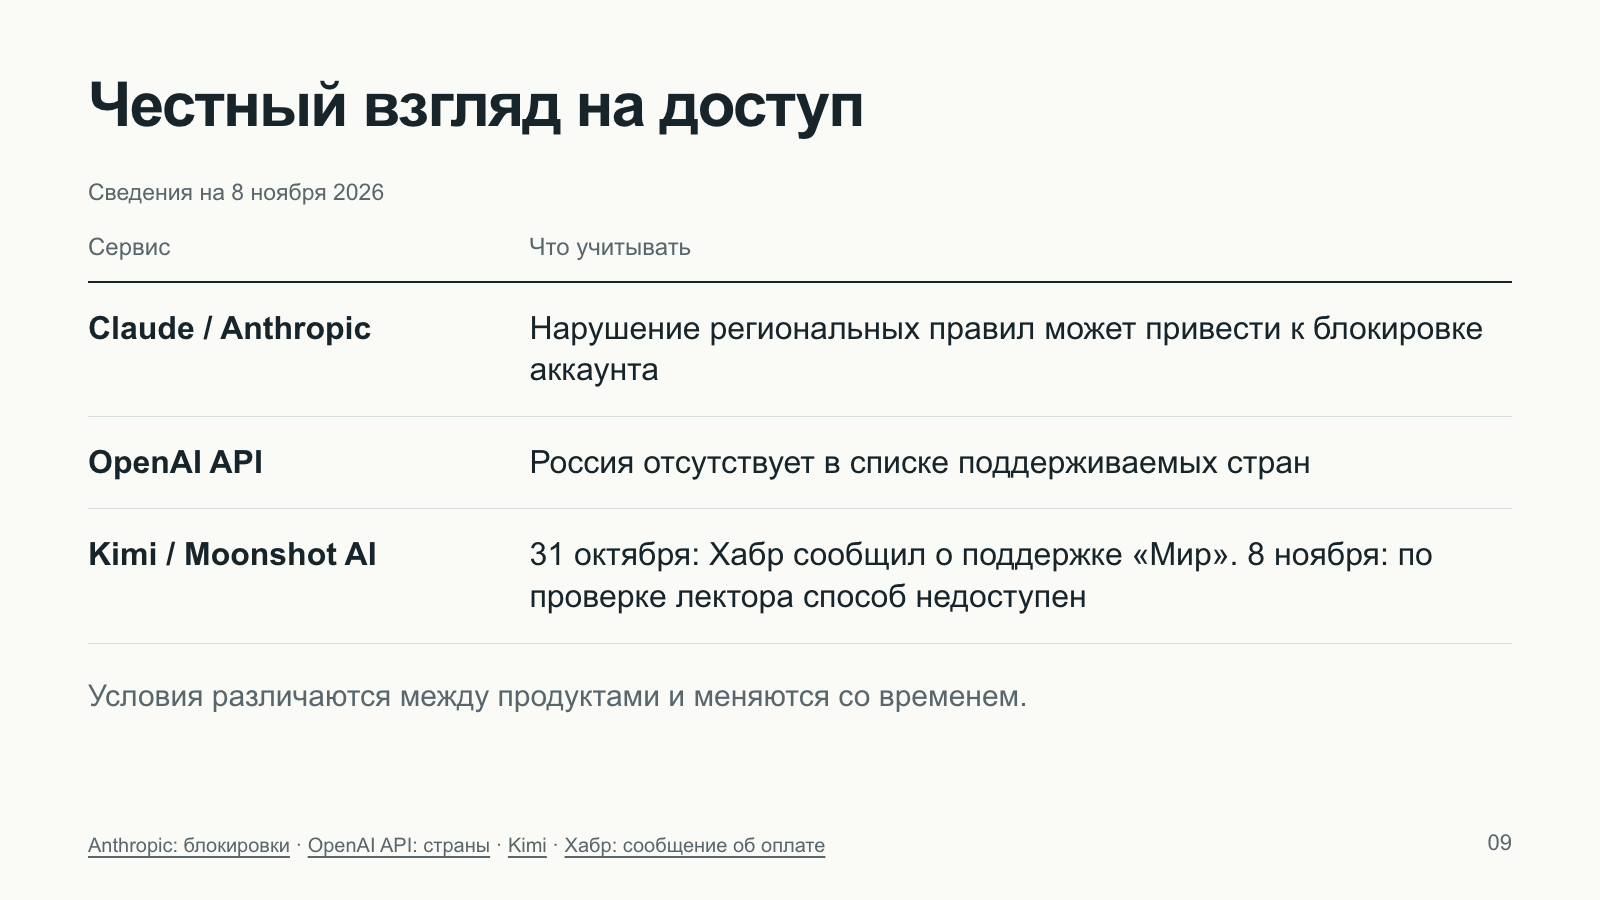 Честный взгляд на доступ
Сведения на 8 ноября 2026
Сервис Что учитывать
Claude / Anthropic Нарушение региональных правил может привести к блокировке
аккаунта
OpenAI API Россия отсутствует в списке поддерживаемых стран
Kimi / Moonshot AI 31 октября: Хабр сообщил о поддержке «Мир». 8 ноября: по
проверке лектора способ недоступен
Условия различаются между продуктами и меняются со временем.
Anthropic: блокировки · OpenAI API: страны · Kimi · Хабр: сообщение об оплате 09